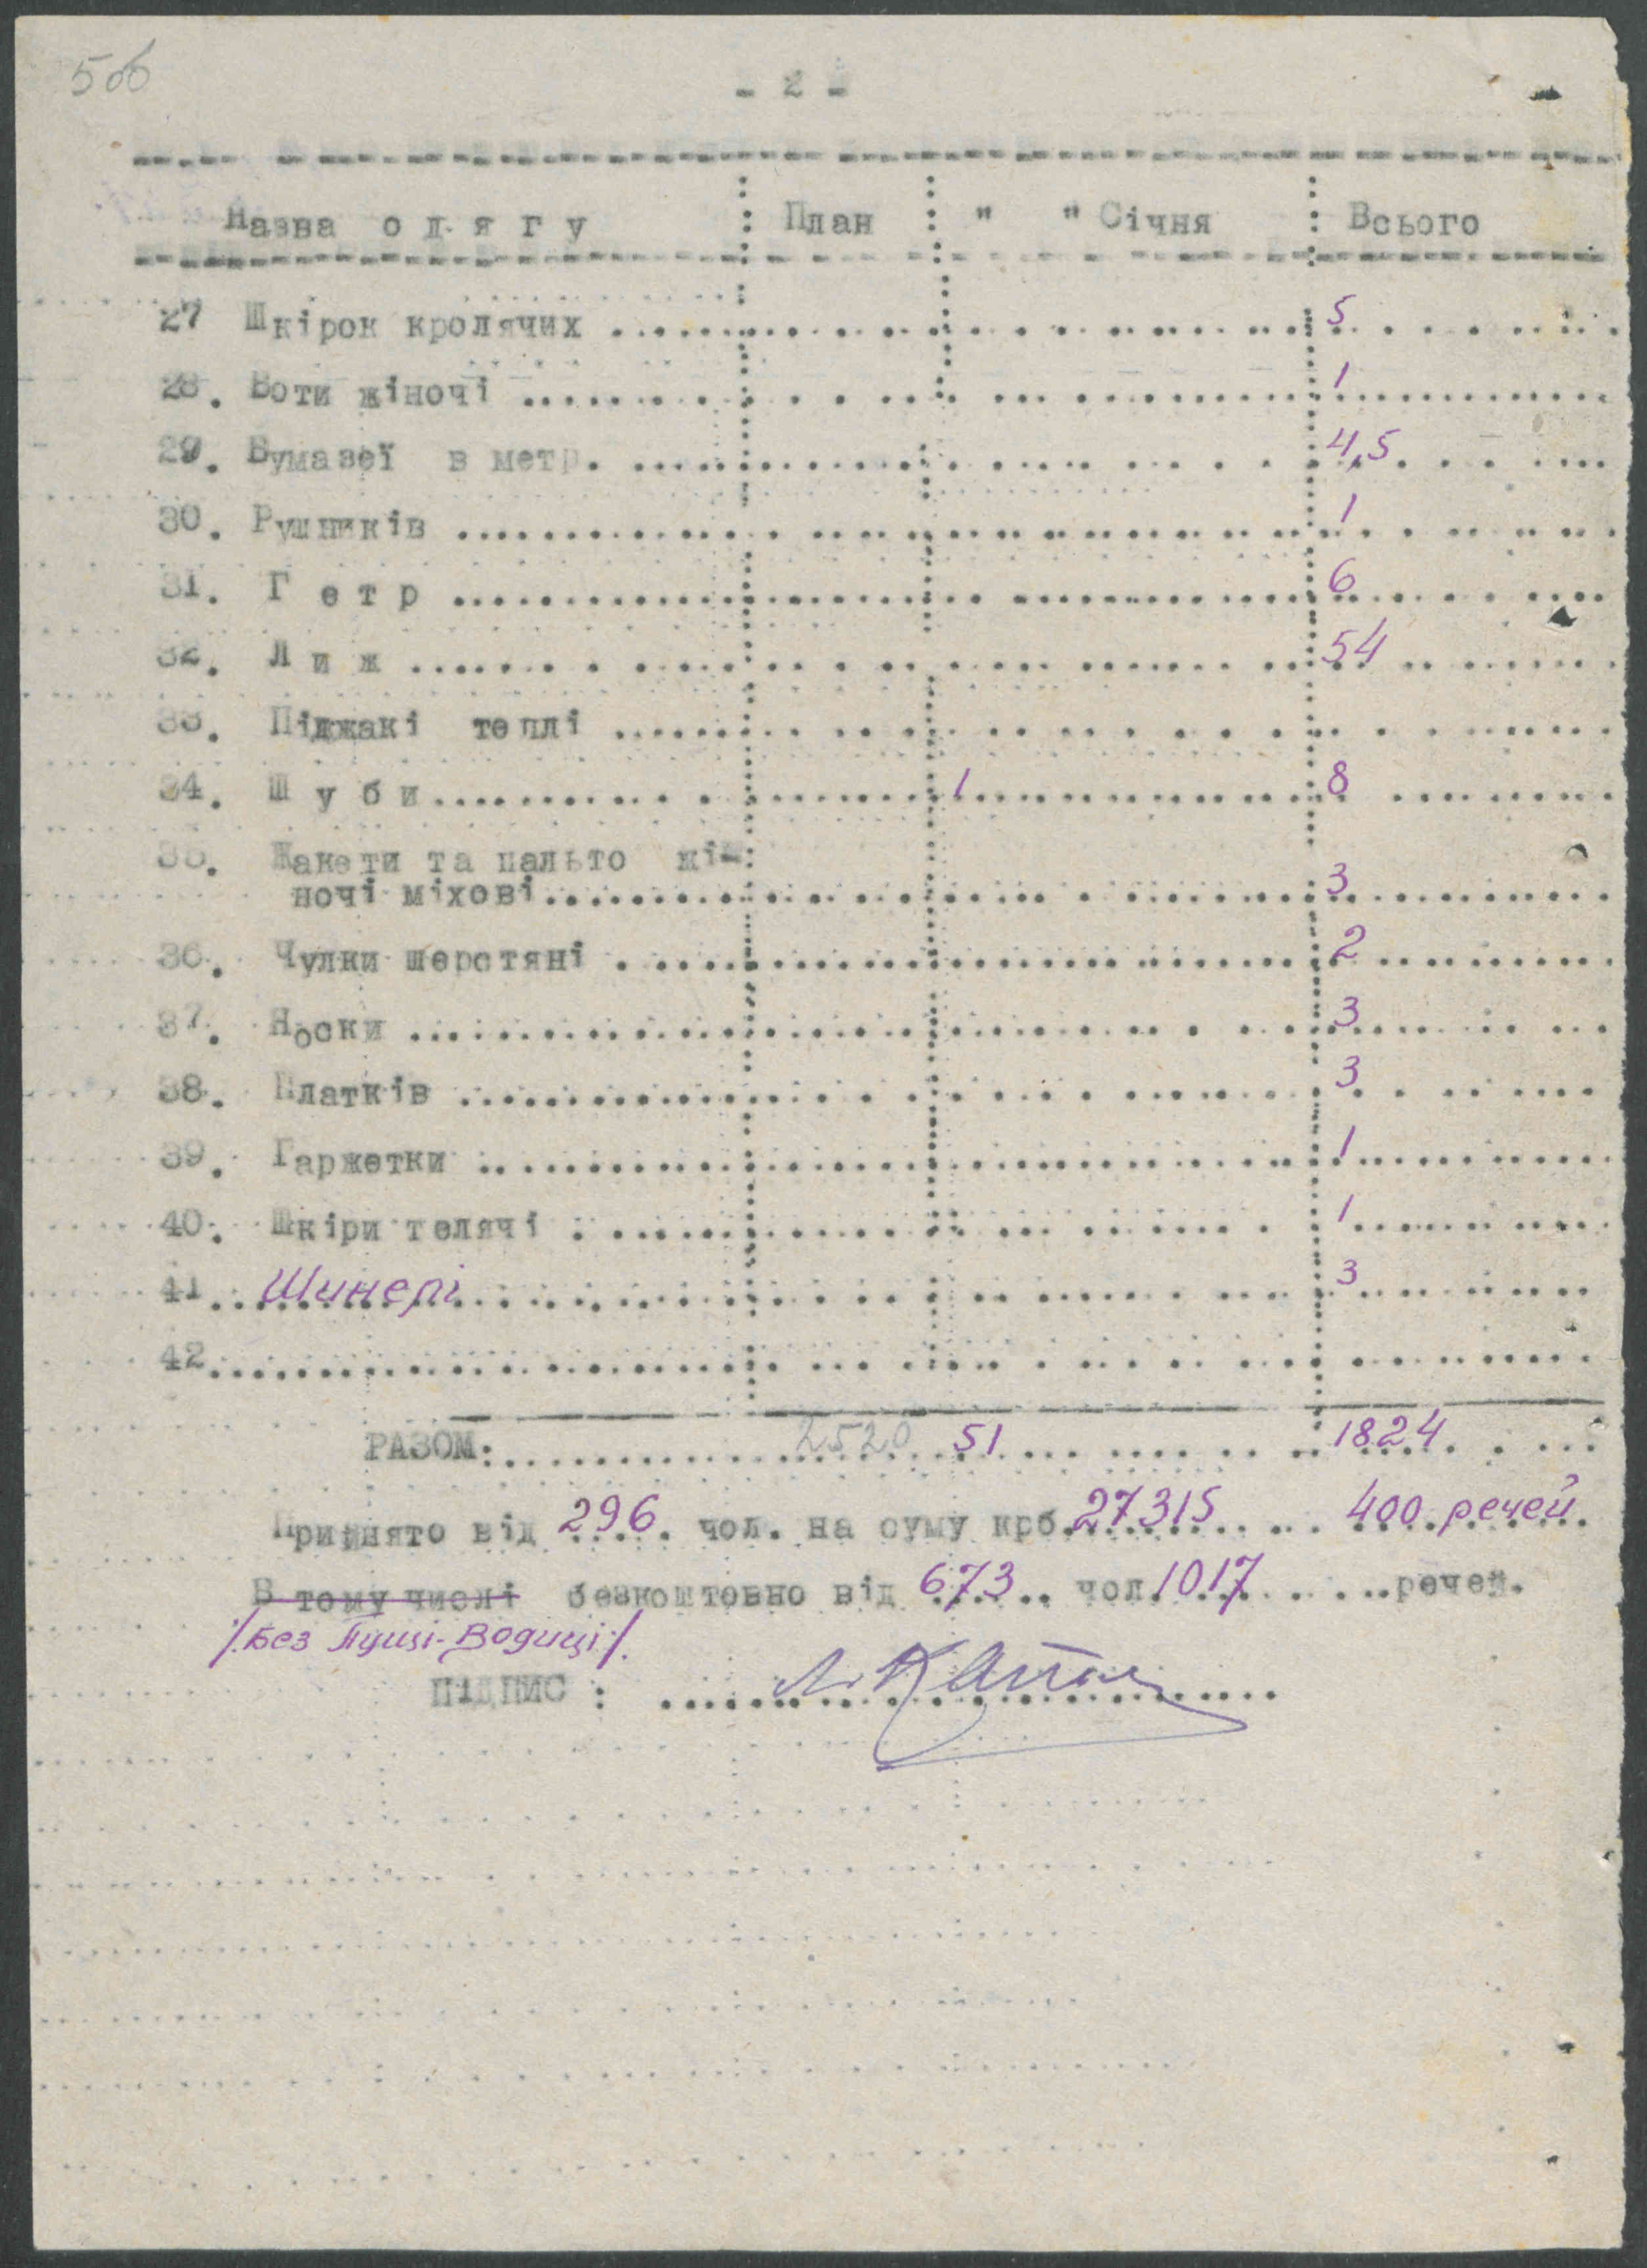 5об
- 2 -
Назва одягу План " " Січня Всього
27 Шкірок кролячих 5
28. Боти жіночі 1
29. Бумазеї в метр. 4,5
30. Рушників 1
31. Гетр 6
32. Лиж 54
33. Піджакі теплі
34. Шуби 1 8
35. Жакети та пальто жі-
ночі міхові 3
36. Чулки шерстяні 2
37. Носки 3
38. Платків 3
39. Гаржетки 1
40. Шкіри телячі 1
41. Шинелі 3
42
РАЗОМ: 2520 51 1824
Прийнято від 296 чол. на суму крб. 27315 400 речей
В тому числі безкоштовно від 673 чол. 1017 речей.
/.Без Пущі-Водиці/.
ПІДПИС :